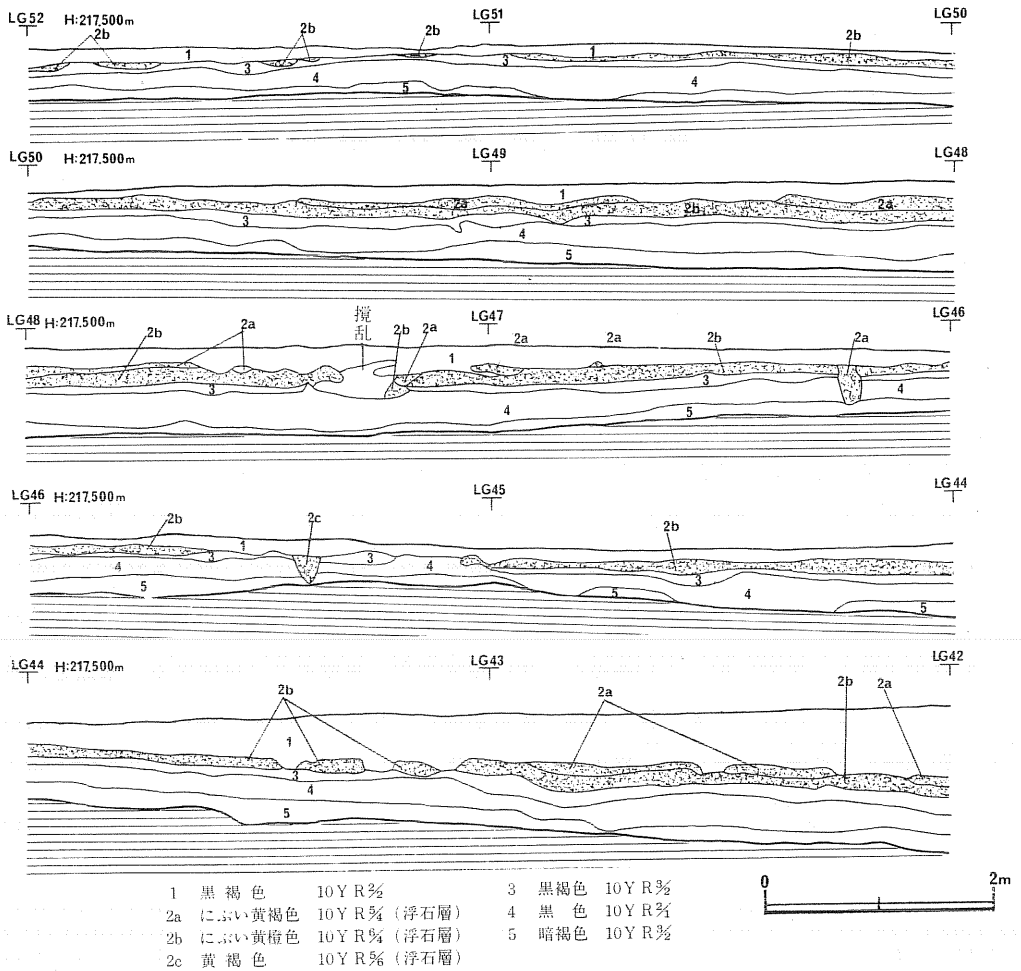 LG52 H:217.500m LG51 LG50
2b 2b 2b 2b
1 1
3 3
4 4
5
LG50 H:217.500m LG49 LG48
1
2a 2b 2a
3 3
4
5
LG48 H:217.500m 攪乱 LG47 LG46
2b 2a 2b 2a 2a 2a 2b 2a
1
3 3
4 4
5
LG46 H:217.500m LG45 LG44
2b 2c 2b
1
3 3 3
4 4 4
5 5 5
LG44 H:217.500m LG43 LG42
2b 2a 2b 2a
1
3
4
5
1 黒褐色 10YR2/2
2a にぶい黄褐色 10YR5/4 (浮石層)
2b にぶい黄橙色 10YR6/4 (浮石層)
2c 黄褐色 10YR5/6 (浮石層)
3 黒褐色 10YR3/2
4 黒色 10YR2/1
5 暗褐色 10YR3/2
0 2m